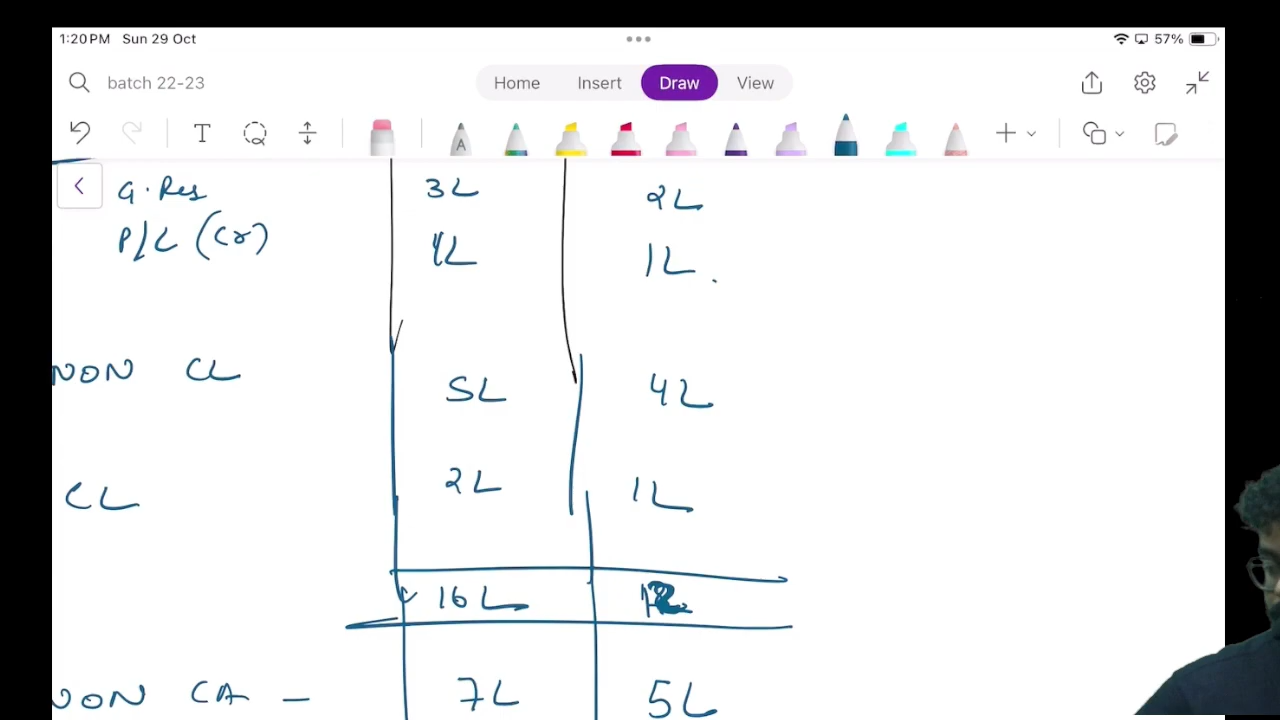 1:20 PM Sun 29 Oct 57%
batch 22-23 Home Insert Draw View
T A
G. Res 3L 2L
P/L (Cr) 1L 1L
NON CL 5L 4L
CL 2L 1L
16L
NON CA — 7L 5L